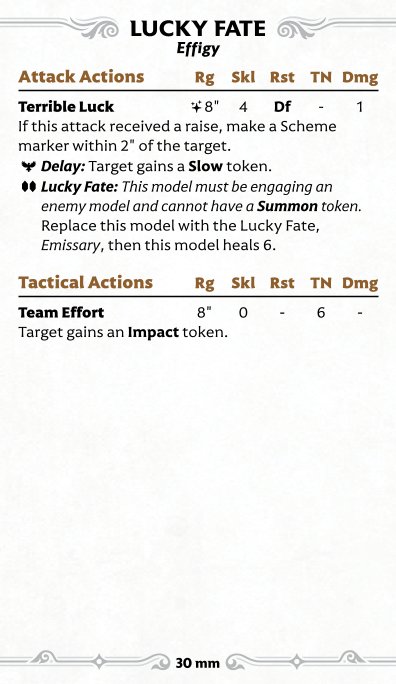 LUCKY FATE
Effigy
Attack Actions Rg Skl Rst TN Dmg
Terrible Luck 8" 4 Df - 1
If this attack received a raise, make a Scheme
marker within 2" of the target.
Delay: Target gains a Slow token.
Lucky Fate: This model must be engaging an
enemy model and cannot have a Summon token.
Replace this model with the Lucky Fate,
Emissary, then this model heals 6.
Tactical Actions Rg Skl Rst TN Dmg
Team Effort 8" 0 - 6 -
Target gains an Impact token.
30 mm